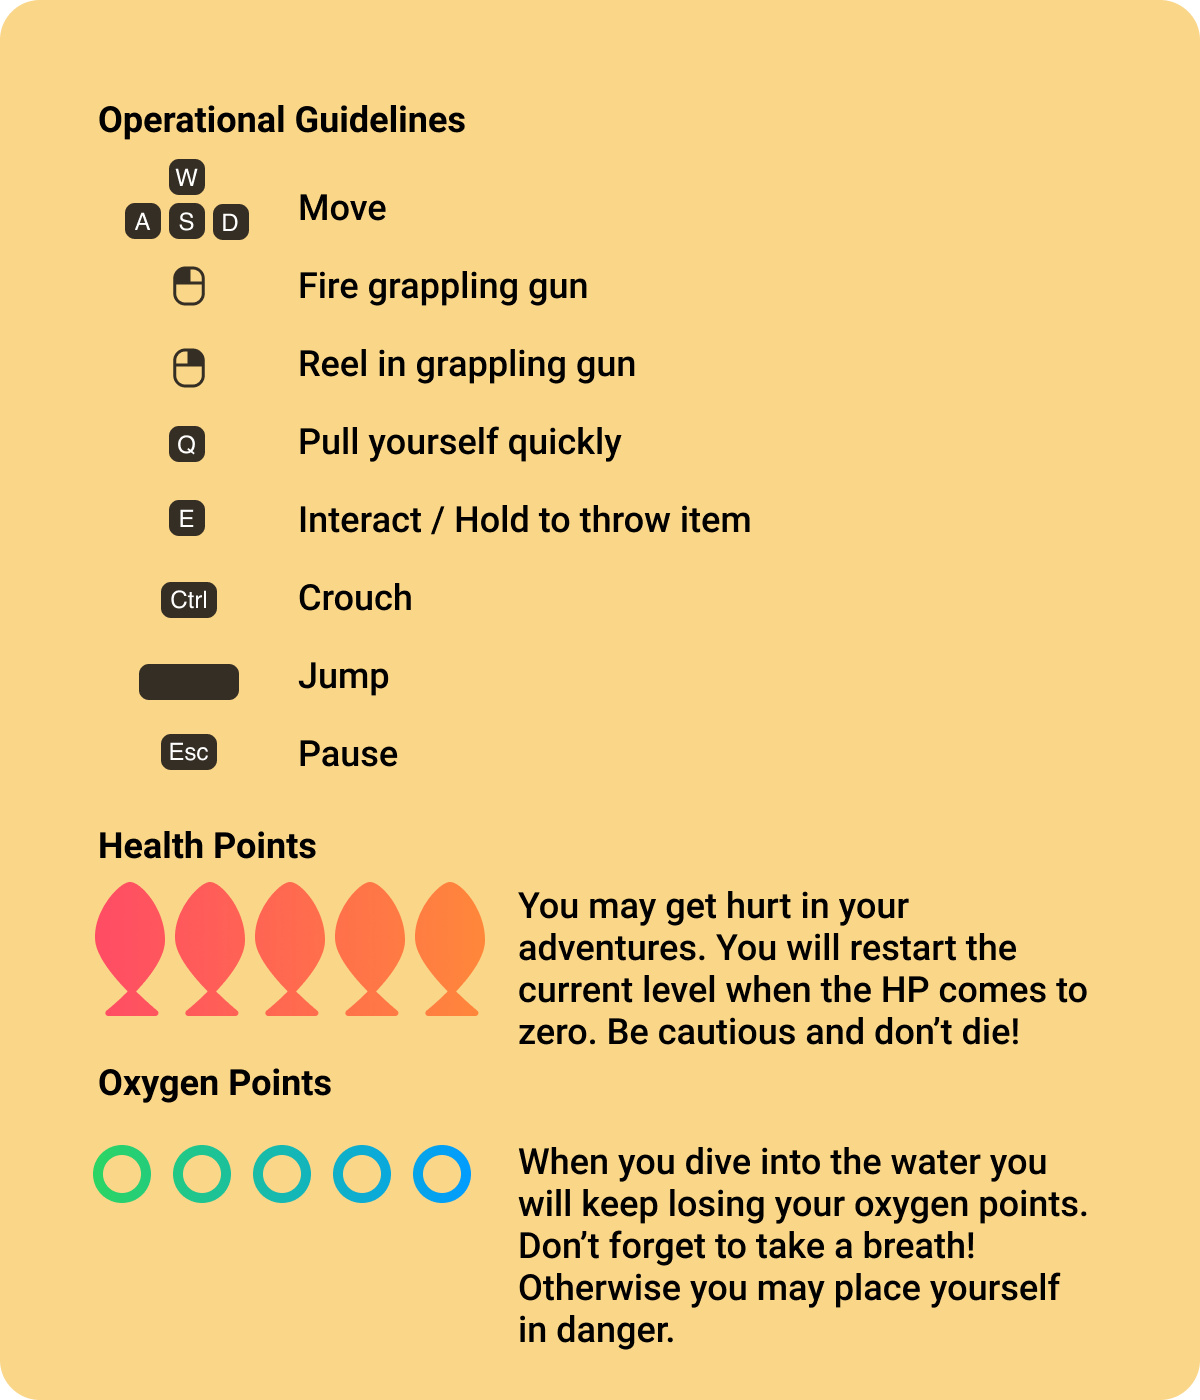 Operational Guidelines
W
A S D Move
Fire grappling gun
Reel in grappling gun
Q Pull yourself quickly
E Interact / Hold to throw item
Ctrl Crouch
Jump
Esc Pause
Health Points
You may get hurt in your
adventures. You will restart the
current level when the HP comes to
zero. Be cautious and don’t die!
Oxygen Points
When you dive into the water you
will keep losing your oxygen points.
Don’t forget to take a breath!
Otherwise you may place yourself
in danger.